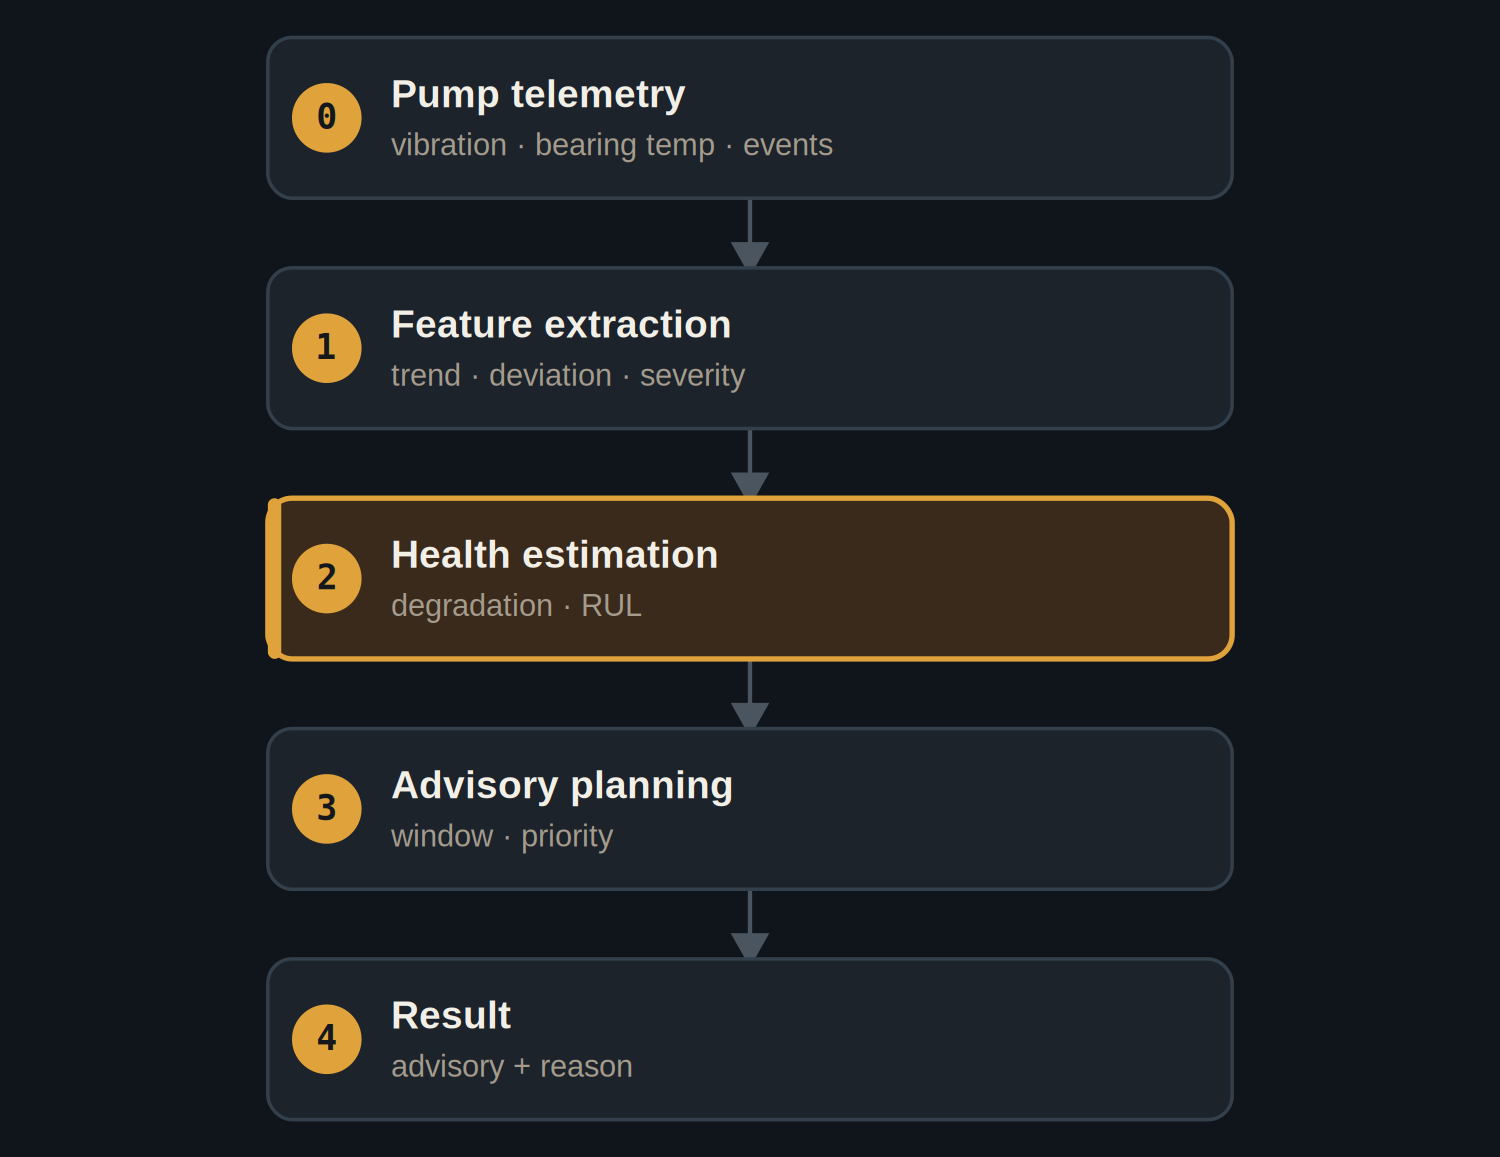 0
Pump telemetry
vibration · bearing temp · events
1
Feature extraction
trend · deviation · severity
2
Health estimation
degradation · RUL
3
Advisory planning
window · priority
4
Result
advisory + reason